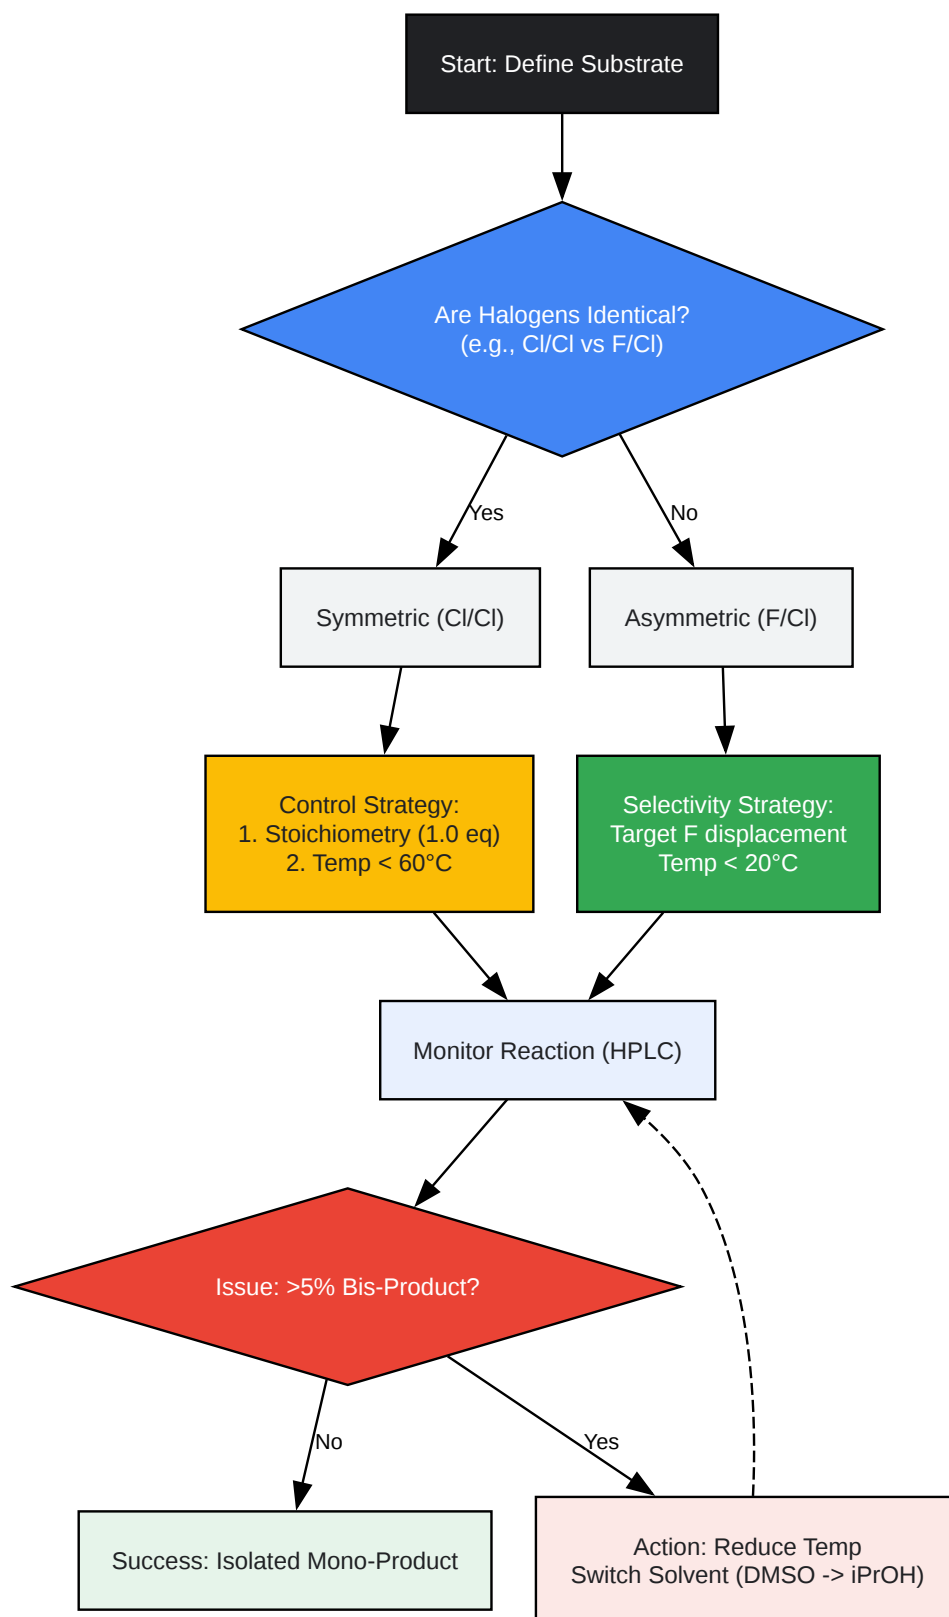 Start: Define Substrate
Are Halogens Identical?
(e.g., Cl/Cl vs F/Cl)
Yes
No
Symmetric (Cl/Cl)
Asymmetric (F/Cl)
Control Strategy:
1. Stoichiometry (1.0 eq)
2. Temp < 60°C
Selectivity Strategy:
Target F displacement
Temp < 20°C
Monitor Reaction (HPLC)
Issue: >5% Bis-Product?
No
Yes
Success: Isolated Mono-Product
Action: Reduce Temp
Switch Solvent (DMSO -> iPrOH)